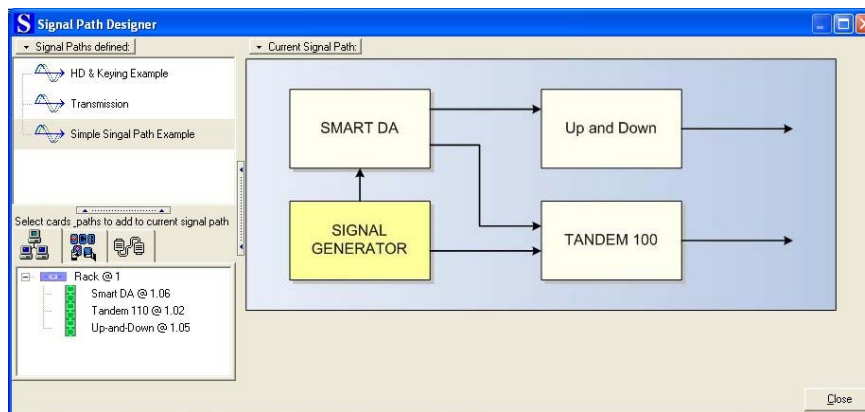 Signal Path Designer
Signal Paths defined:
HD & Keying Example
Transmission
Simple Singal Path Example
Select cards_paths to add to current signal path
Rack @ 1
Smart DA @ 1.06
Tandem 110 @ 1.02
Up-and-Down @ 1.05
Current Signal Path:
SMART DA
Up and Down
SIGNAL
GENERATOR
TANDEM 100
Close